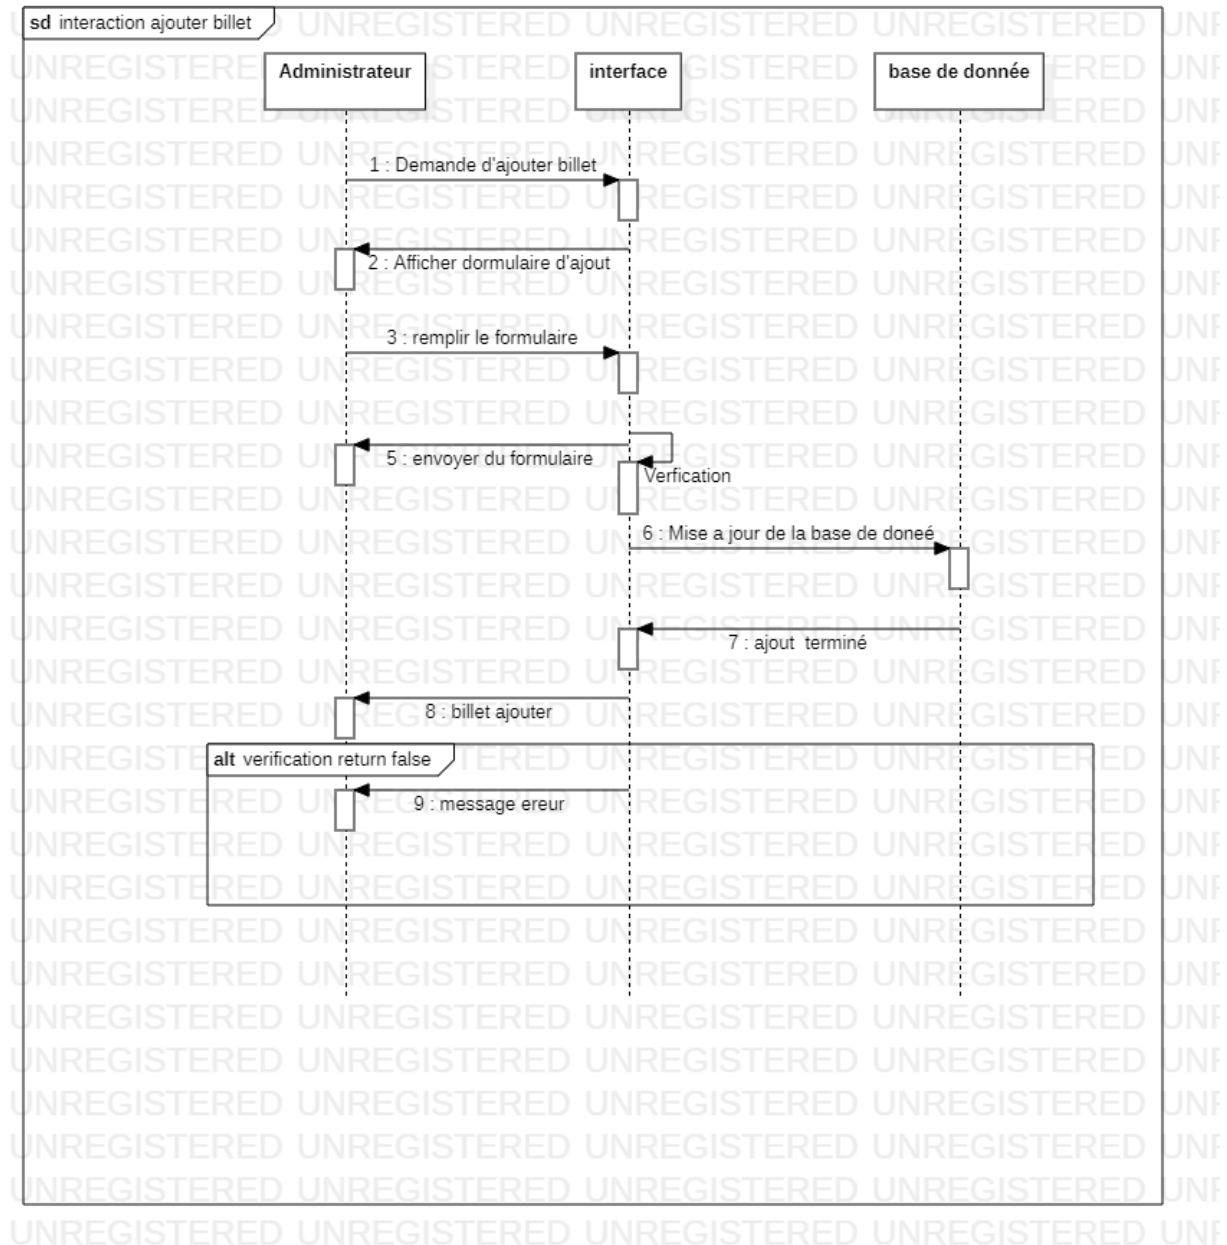 sd interaction ajouter billet
Administrateur
interface
base de donnée
1 : Demande d'ajouter billet
2 : Afficher dormulaire d'ajout
3 : remplir le formulaire
5 : envoyer du formulaire
Verfication
6 : Mise a jour de la base de doneé
7 : ajout terminé
8 : billet ajouter
alt verification return false
9 : message ereur
UNREGISTERED